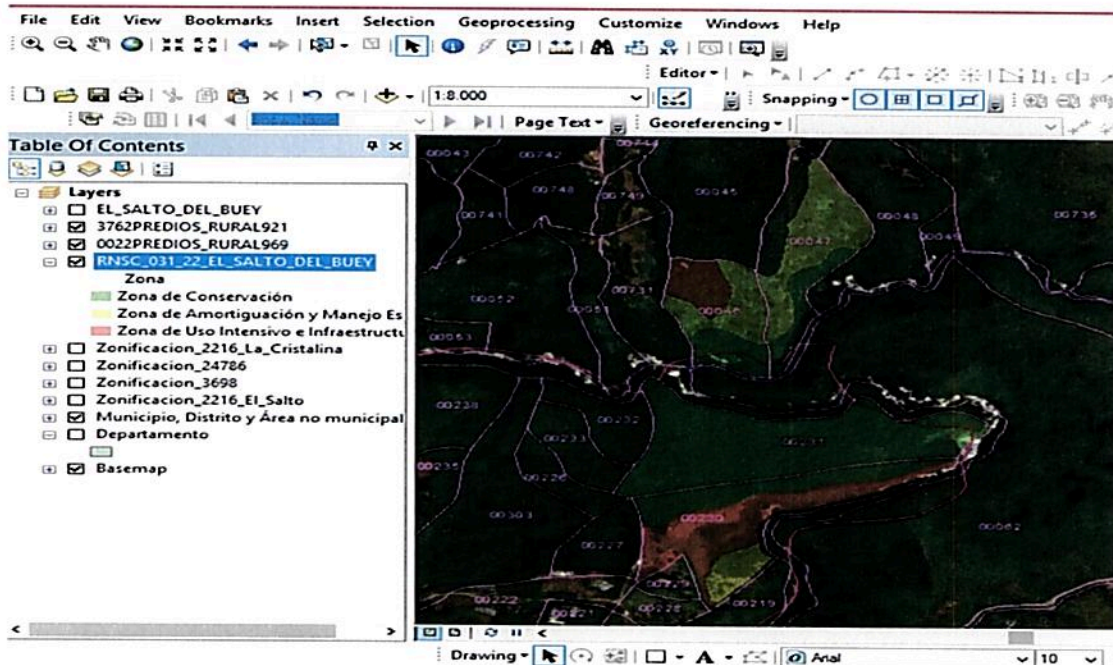 File Edit View Bookmarks Insert Selection Geoprocessing Customize Windows Help
Editor
1:8.000
Snapping
Page Text
Georeferencing
Table Of Contents
Layers
EL_SALTO_DEL_BUEY
3762PREDIOS_RURAL921
0022PREDIOS_RURAL969
RNSC_031_22_EL_SALTO_DEL_BUEY
Zona
Zona de Conservación
Zona de Amortiguación y Manejo Es
Zona de Uso Intensivo e Infraestructu
Zonificacion_2216_La_Cristalina
Zonificacion_24786
Zonificacion_3698
Zonificacion_2216_El_Salto
Municipio, Distrito y Área no municipal
Departamento
Basemap
00043
00742
00744
00748
00749
00045
00741
00047
00048
00049
00736
00052
00051
00731
00046
00053
00238
00232
00233
00231
00235
00226
00303
00230
00062
00227
00229
00222
00221
00228
00219
Drawing
A
Arial
10